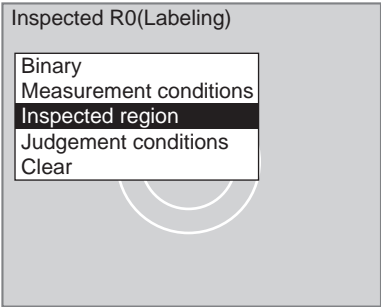 Inspected R0(Labeling)
Binary
Measurement conditions
Inspected region
Judgement conditions
Clear